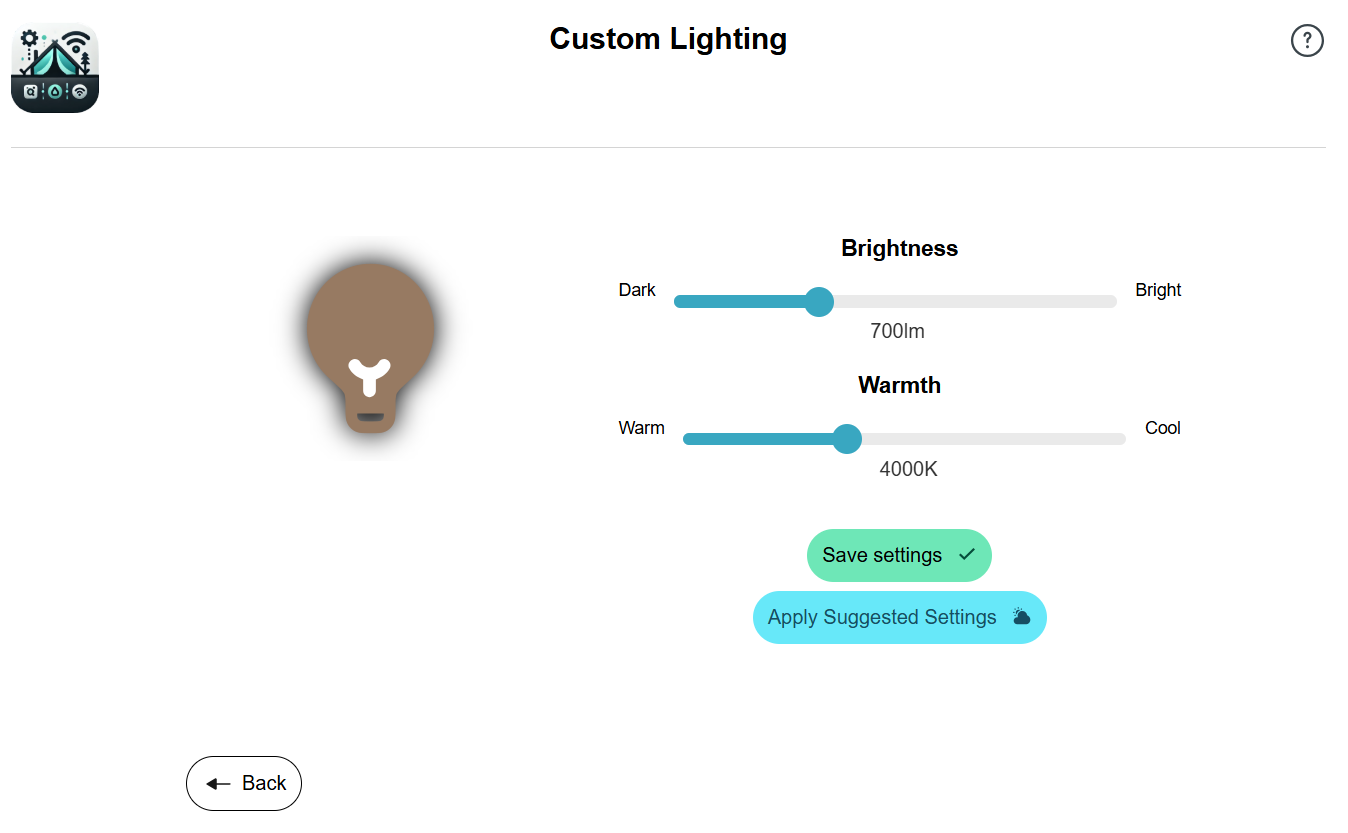 Custom Lighting
?
Brightness
Dark
Bright
700lm
Warmth
Warm
Cool
4000K
Save settings
Apply Suggested Settings
Back